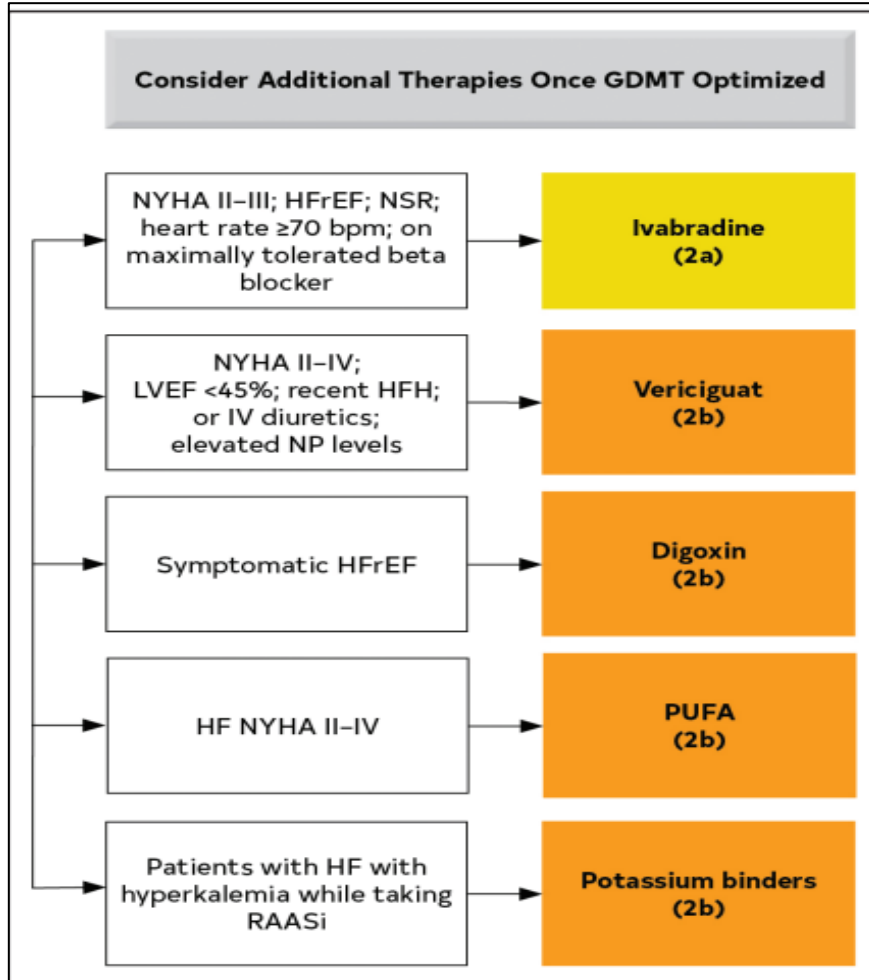 Consider Additional Therapies Once GDMT Optimized
NYHA II–III; HFrEF; NSR;
heart rate ≥70 bpm; on
maximally tolerated beta
blocker
Ivabradine
(2a)
NYHA II–IV;
LVEF <45%; recent HFH;
or IV diuretics;
elevated NP levels
Vericiguat
(2b)
Symptomatic HFrEF
Digoxin
(2b)
HF NYHA II–IV
PUFA
(2b)
Patients with HF with
hyperkalemia while taking
RAASi
Potassium binders
(2b)